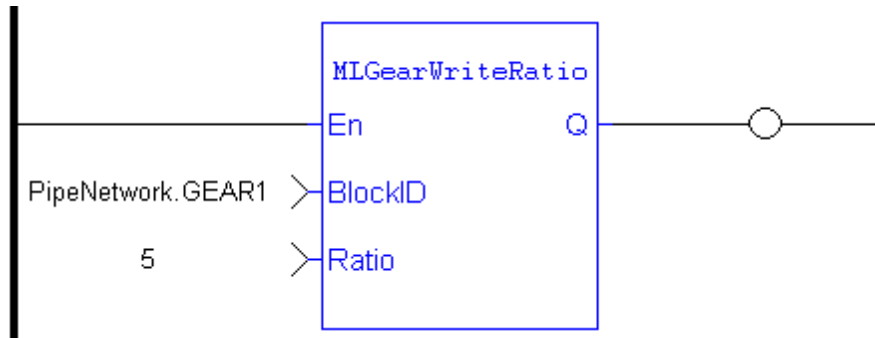 MLGearWriteRatio
En Q
PipeNetwork.GEAR1 BlockID
5 Ratio